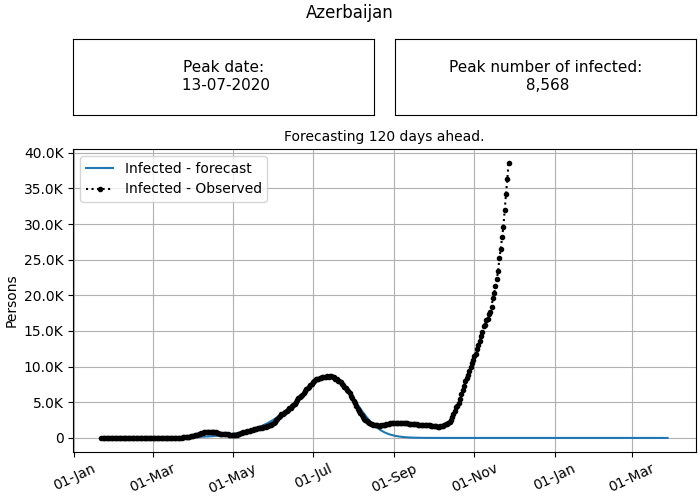 Azerbaijan
Peak date:
13-07-2020
Peak number of infected:
8,568
Forecasting 120 days ahead.
Infected - forecast
Infected - Observed
Persons
40.0K
35.0K
30.0K
25.0K
20.0K
15.0K
10.0K
5.0K
0
01-Jan
01-Mar
01-May
01-Jul
01-Sep
01-Nov
01-Jan
01-Mar